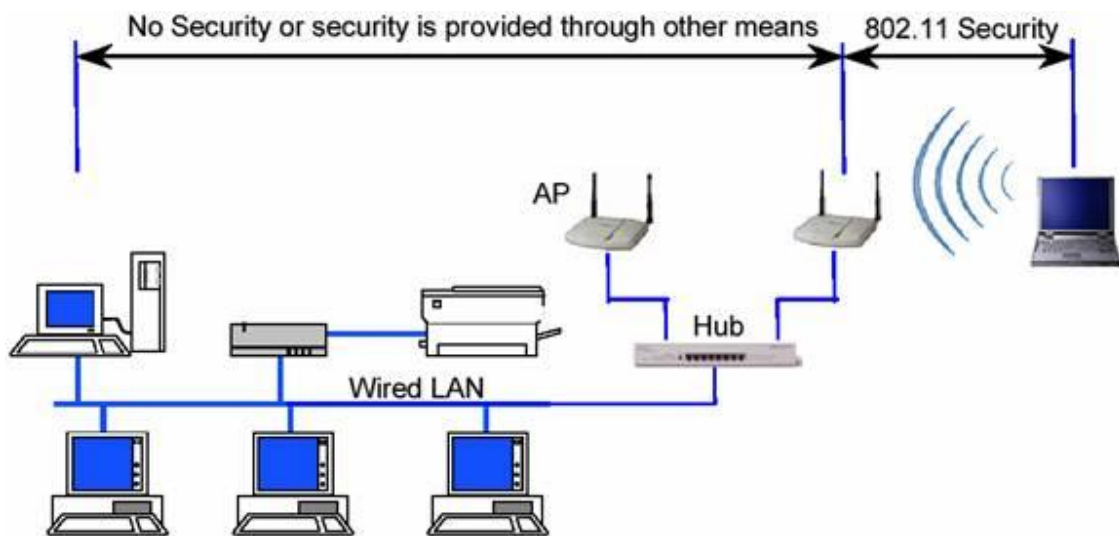 No Security or security is provided through other means
802.11 Security
AP
Hub
Wired LAN